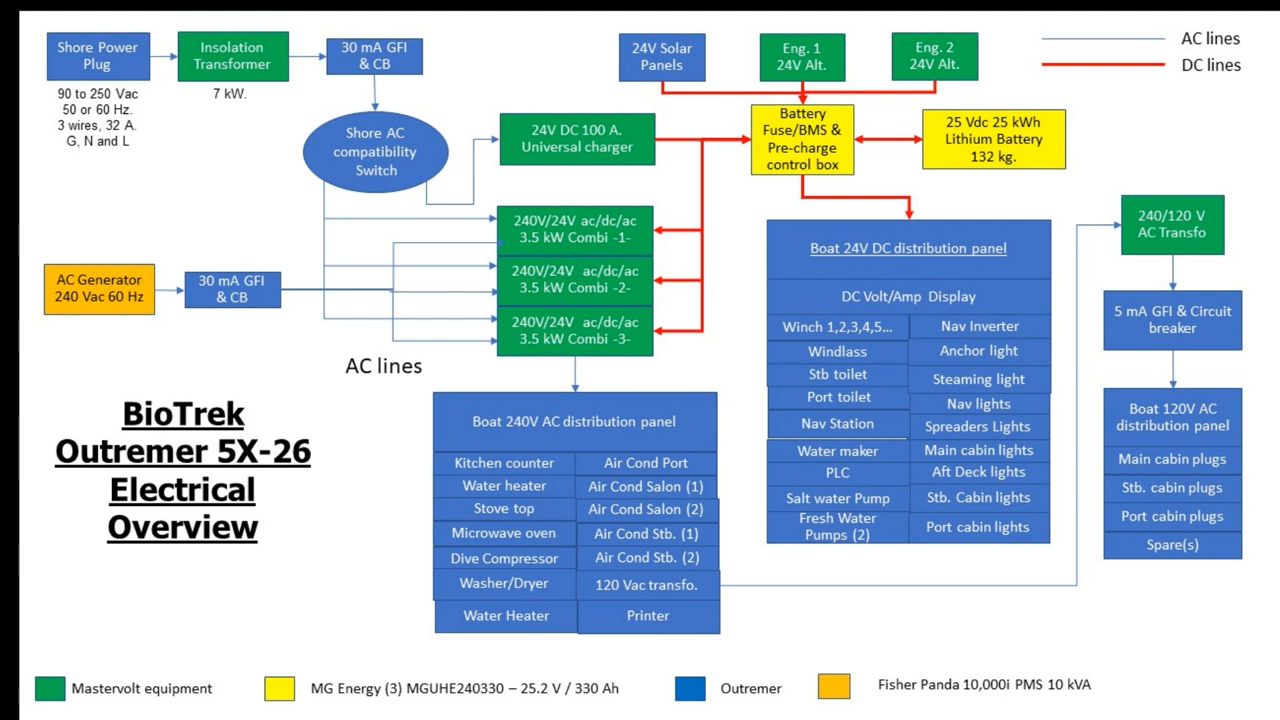 Shore Power
Plug
90 to 250 Vac
50 or 60 Hz.
3 wires, 32 A.
G, N and L
Insolation
Transformer
7 kW.
30 mA GFI
& CB
Shore AC
compatibility
Switch
24V Solar
Panels
Eng. 1
24V Alt.
Eng. 2
24V Alt.
AC lines
DC lines
24V DC 100 A.
Universal charger
Battery
Fuse/BMS &
Pre-charge
control box
25 Vdc 25 kWh
Lithium Battery
132 kg.
240V/24V ac/dc/ac
3.5 kW Combi -1-
240V/24V ac/dc/ac
3.5 kW Combi -2-
240V/24V ac/dc/ac
3.5 kW Combi -3-
AC Generator
240 Vac 60 Hz
30 mA GFI
& CB
AC lines
BioTrek
Outremer 5X-26
Electrical
Overview
Boat 240V AC distribution panel
Kitchen counter
Air Cond Port
Water heater
Air Cond Salon (1)
Stove top
Air Cond Salon (2)
Microwave oven
Air Cond Stb. (1)
Dive Compressor
Air Cond Stb. (2)
Washer/Dryer
120 Vac transfo.
Water Heater
Printer
Boat 24V DC distribution panel
DC Volt/Amp Display
Winch 1,2,3,4,5...
Nav Inverter
Windlass
Anchor light
Stb toilet
Steaming light
Port toilet
Nav lights
Nav Station
Spreaders Lights
Water maker
Main cabin lights
PLC
Aft Deck lights
Salt water Pump
Stb. Cabin lights
Fresh Water
Pumps (2)
Port cabin lights
240/120 V
AC Transfo
5 mA GFI & Circuit
breaker
Boat 120V AC
distribution panel
Main cabin plugs
Stb. cabin plugs
Port cabin plugs
Spare(s)
Mastervolt equipment
MG Energy (3) MGUHE240330 – 25.2 V / 330 Ah
Outremer
Fisher Panda 10,000i PMS 10 kVA